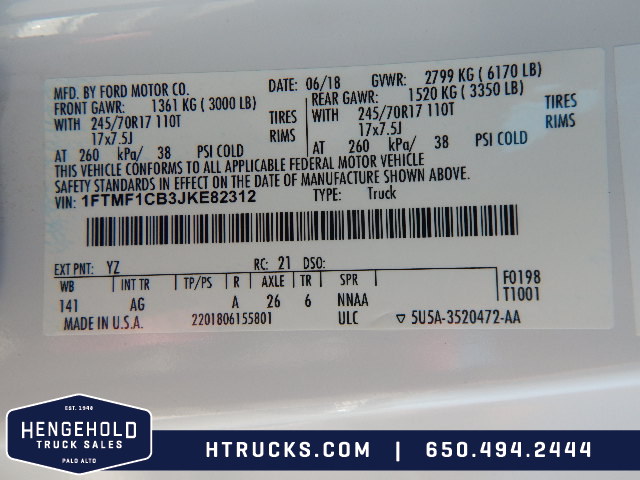 MFD. BY FORD MOTOR CO. DATE: 06/18 GVWR: 2799 KG ( 6170 LB)
FRONT GAWR: 1361 KG ( 3000 LB) REAR GAWR: 1520 KG ( 3350 LB)
WITH 245/70R17 110T TIRES WITH 245/70R17 110T TIRES
17x7.5J RIMS 17x7.5J RIMS
AT 260 kPa/ 38 PSI COLD AT 260 kPa/ 38 PSI COLD
THIS VEHICLE CONFORMS TO ALL APPLICABLE FEDERAL MOTOR VEHICLE
SAFETY STANDARDS IN EFFECT ON THE DATE OF MANUFACTURE SHOWN ABOVE.
VIN: 1FTMF1CB3JKE82312 TYPE: Truck
EXT PNT: YZ RC: 21 DSO:
WB INT TR TP/PS R AXLE TR SPR F0198
141 AG A 26 6 NNAA T1001
MADE IN U.S.A. 2201806155801 ULC ▽ 5U5A-3520472-AA
EST. 1940
HENGEHOLD
TRUCK SALES
PALO ALTO
HTRUCKS.COM | 650.494.2444